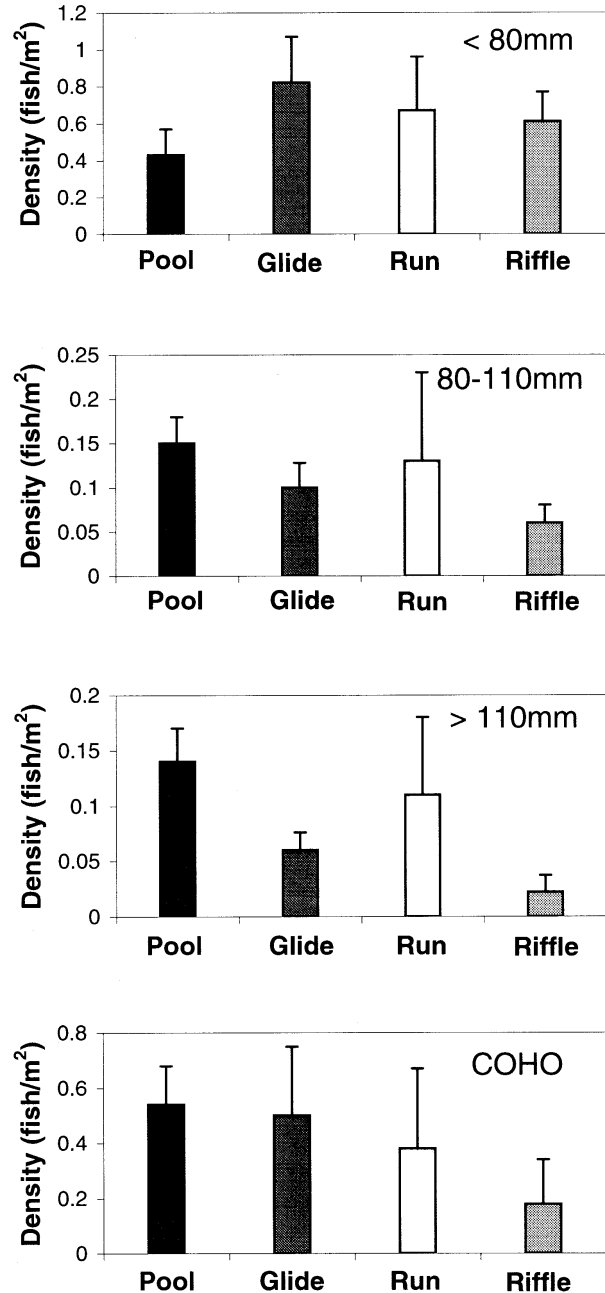 < 80mm
Density (fish/m²)
1.2
1
0.8
0.6
0.4
0.2
0
Pool Glide Run Riffle
80-110mm
Density (fish/m²)
0.25
0.2
0.15
0.1
0.05
0
Pool Glide Run Riffle
> 110mm
Density (fish/m²)
0.2
0.15
0.1
0.05
0
Pool Glide Run Riffle
COHO
Density (fish/m²)
0.8
0.6
0.4
0.2
0
Pool Glide Run Riffle